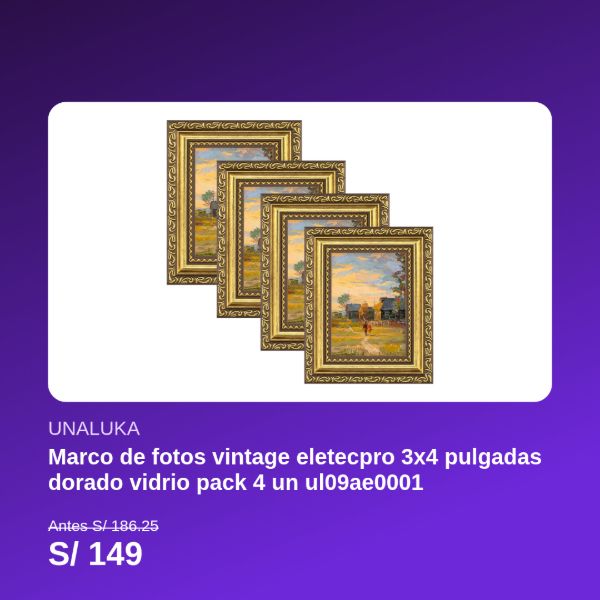 UNALUKA
Marco de fotos vintage eletecpro 3x4 pulgadas
dorado vidrio pack 4 un ul09ae0001
Antes S/ 186.25
S/ 149